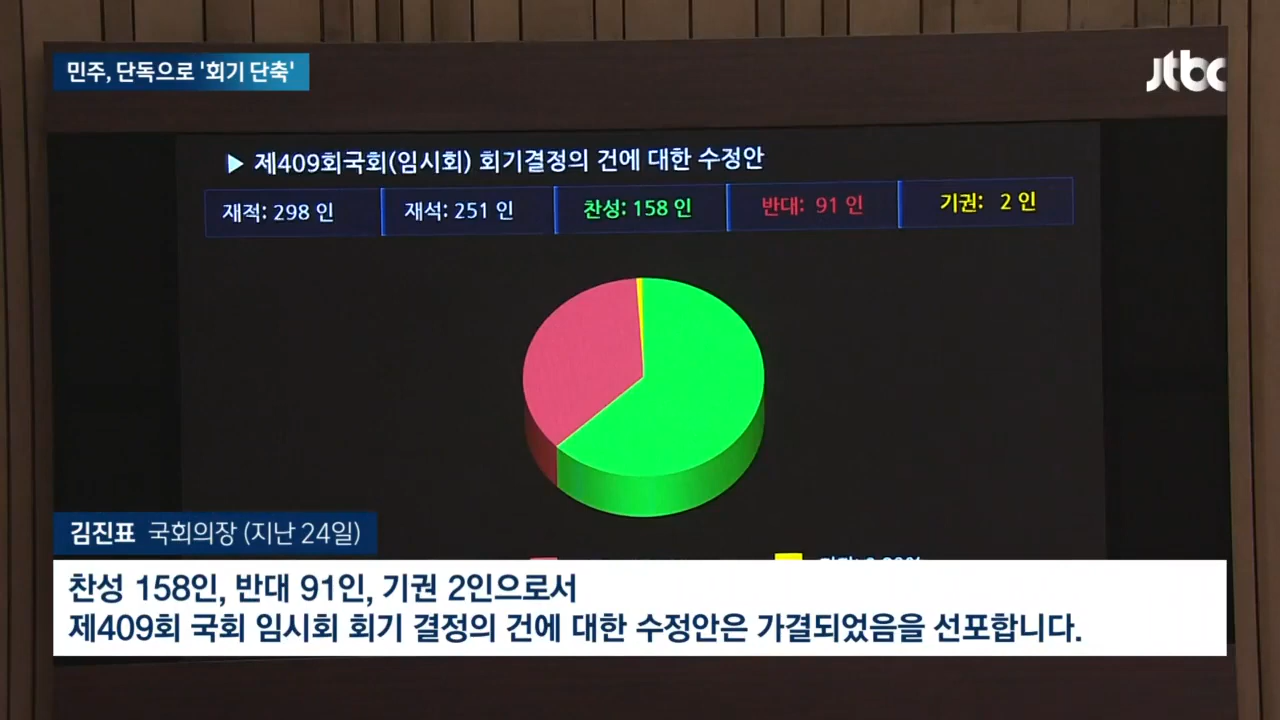 민주, 단독으로 '회기 단축'
jtbc
▶ 제409회국회(임시회) 회기결정의 건에 대한 수정안
재적: 298 인
재석: 251 인
찬성: 158 인
반대: 91 인
기권: 2 인
김진표 국회의장 (지난 24일)
찬성 158인, 반대 91인, 기권 2인으로서
제409회 국회 임시회 회기 결정의 건에 대한 수정안은 가결되었음을 선포합니다.